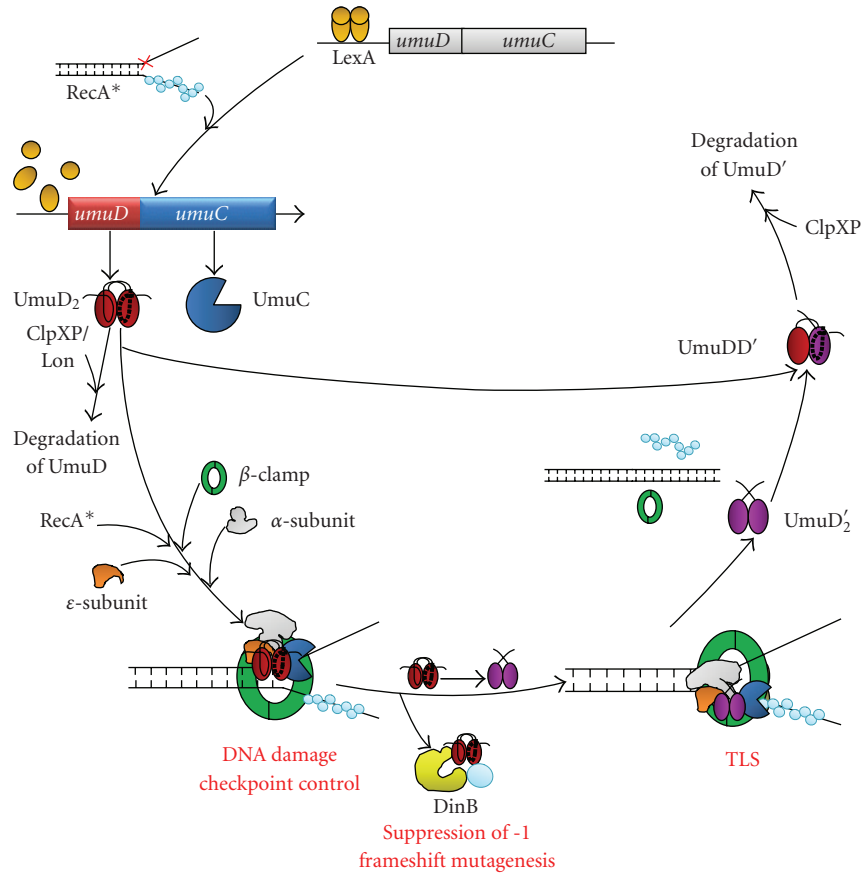 umuD umuC
LexA
RecA*
Degradation
of UmuD′
ClpXP
umuD umuC
UmuD₂
UmuC
ClpXP/
Lon
UmuDD′
Degradation
of UmuD
β-clamp
RecA*
α-subunit
UmuD′₂
ε-subunit
DNA damage
checkpoint control
TLS
DinB
Suppression of -1
frameshift mutagenesis